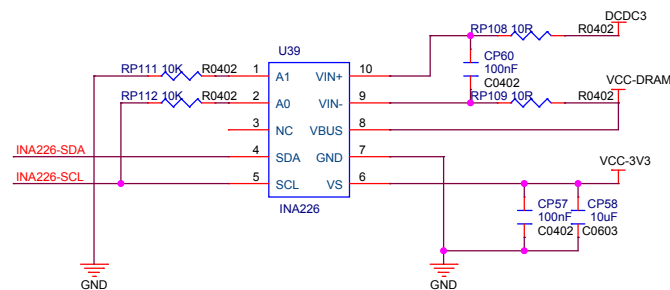 RP108 10R R0402 DCDC3
U39
CP60
100nF
C0402
RP111 10K R0402 1 A1 VIN+ 10
RP112 10K R0402 2 A0 VIN- 9 RP109 10R R0402 VCC-DRAM
3 NC VBUS 8
INA226-SDA 4 SDA GND 7
INA226-SCL 5 SCL VS 6 VCC-3V3
INA226
CP57 CP58
100nF 10uF
C0402 C0603
GND GND